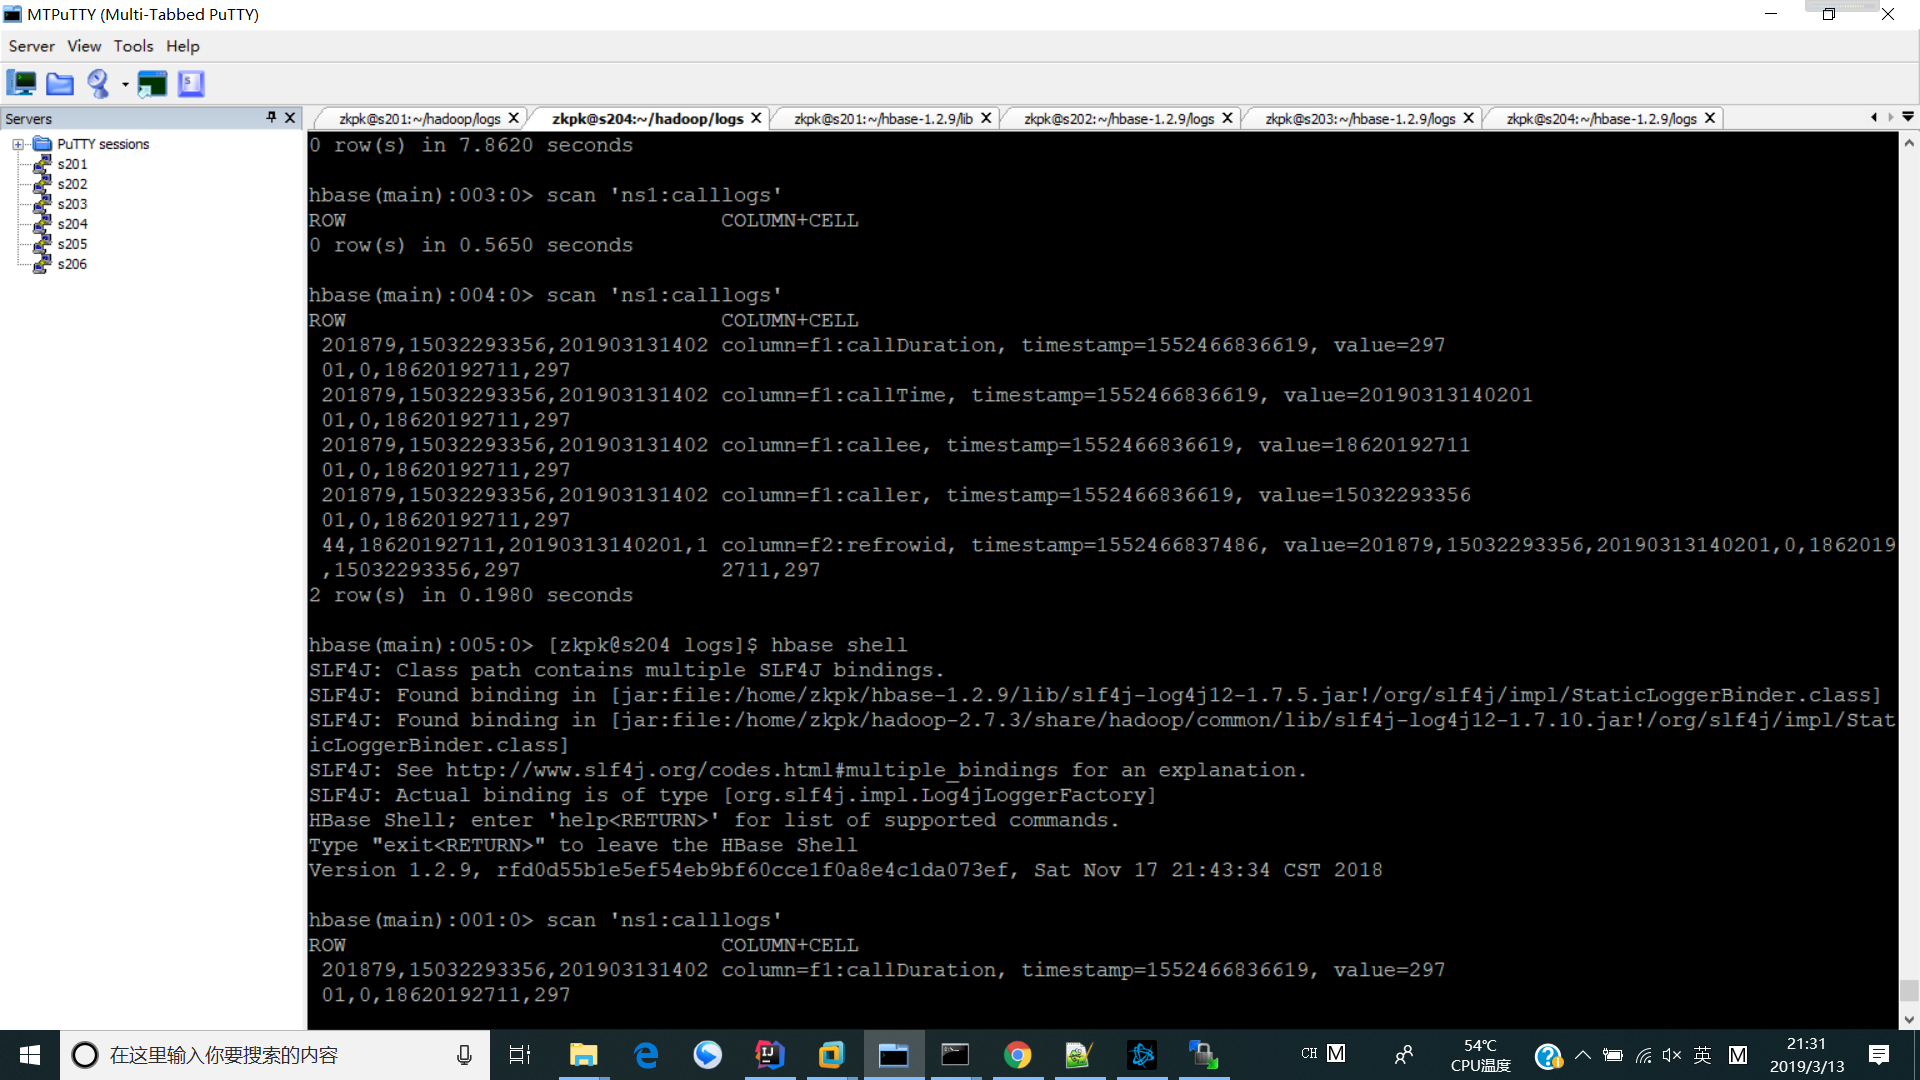 MTPuTTY (Multi-Tabbed PuTTY)
Server View Tools Help
Servers
zkpk@s201:~/hadoop/logs zkpk@s204:~/hadoop/logs zkpk@s201:~/hbase-1.2.9/lib zkpk@s202:~/hbase-1.2.9/logs zkpk@s203:~/hbase-1.2.9/logs zkpk@s204:~/hbase-1.2.9/logs
PuTTY sessions
s201
s202
s203
s204
s205
s206
0 row(s) in 7.8620 seconds
hbase(main):003:0> scan 'ns1:calllogs'
ROW COLUMN+CELL
0 row(s) in 0.5650 seconds
hbase(main):004:0> scan 'ns1:calllogs'
ROW COLUMN+CELL
201879,15032293356,201903131402 column=f1:callDuration, timestamp=1552466836619, value=297
01,0,18620192711,297
201879,15032293356,201903131402 column=f1:callTime, timestamp=1552466836619, value=20190313140201
01,0,18620192711,297
201879,15032293356,201903131402 column=f1:callee, timestamp=1552466836619, value=18620192711
01,0,18620192711,297
201879,15032293356,201903131402 column=f1:caller, timestamp=1552466836619, value=15032293356
01,0,18620192711,297
44,18620192711,20190313140201,1 column=f2:refrowid, timestamp=1552466837486, value=201879,15032293356,20190313140201,0,1862019
,15032293356,297 2711,297
2 row(s) in 0.1980 seconds
hbase(main):005:0> [zkpk@s204 logs]$ hbase shell
SLF4J: Class path contains multiple SLF4J bindings.
SLF4J: Found binding in [jar:file:/home/zkpk/hbase-1.2.9/lib/slf4j-log4j12-1.7.5.jar!/org/slf4j/impl/StaticLoggerBinder.class]
SLF4J: Found binding in [jar:file:/home/zkpk/hadoop-2.7.3/share/hadoop/common/lib/slf4j-log4j12-1.7.10.jar!/org/slf4j/impl/Stat
icLoggerBinder.class]
SLF4J: See http://www.slf4j.org/codes.html#multiple_bindings for an explanation.
SLF4J: Actual binding is of type [org.slf4j.impl.Log4jLoggerFactory]
HBase Shell; enter 'help<RETURN>' for list of supported commands.
Type "exit<RETURN>" to leave the HBase Shell
Version 1.2.9, rfd0d55b1e5ef54eb9bf60cce1f0a8e4c1da073ef, Sat Nov 17 21:43:34 CST 2018
hbase(main):001:0> scan 'ns1:calllogs'
ROW COLUMN+CELL
201879,15032293356,201903131402 column=f1:callDuration, timestamp=1552466836619, value=297
01,0,18620192711,297
在这里输入你要搜索的内容
CH M
54℃
CPU温度
英 M
21:31
2019/3/13